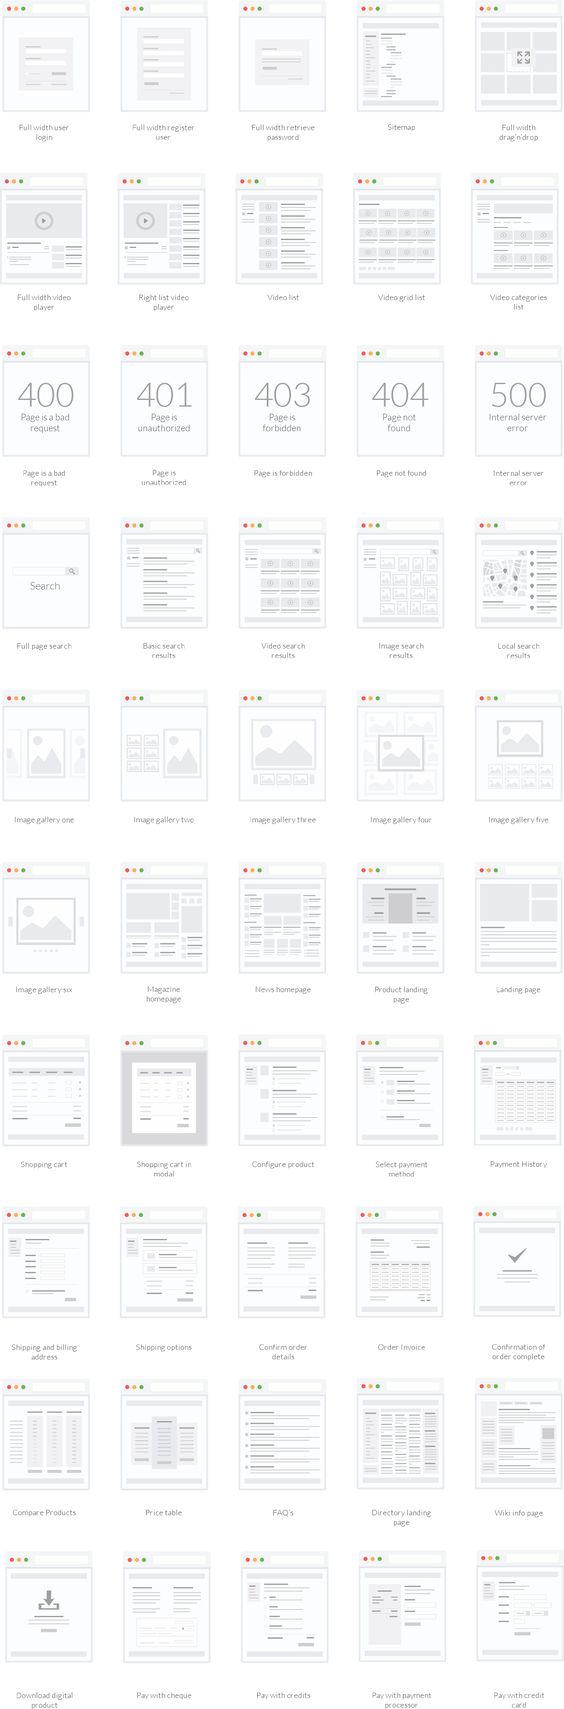 Full width user
login
Full width register
user
Full width retrieve
password
Sitemap
Full width
drag'n'drop
Full width video
player
Right list video
player
Video list
Video grid list
Video categories
list
400
Page is a bad
request
401
Page is
unauthorized
403
Page is
forbidden
404
Page not
found
500
Internal server
error
Page is a bad
request
Page is
unauthorized
Page is forbidden
Page not found
Internal server
error
Search
Full page search
Basic search
results
Video search
results
Image search
results
Local search
results
Image gallery one
Image gallery two
Image gallery three
Image gallery four
Image gallery five
Image gallery six
Magazine
homepage
News homepage
Product landing
page
Landing page
Shopping cart
Shopping cart in
modal
Configure product
Select payment
method
Payment History
Shipping and billing
address
Shipping options
Confirm order
details
Order Invoice
Confirmation of
order complete
Compare Products
Price table
FAQ's
Directory landing
page
Wiki info page
Download digital
product
Pay with cheque
Pay with credits
Pay with payment
processor
Pay with credit
card